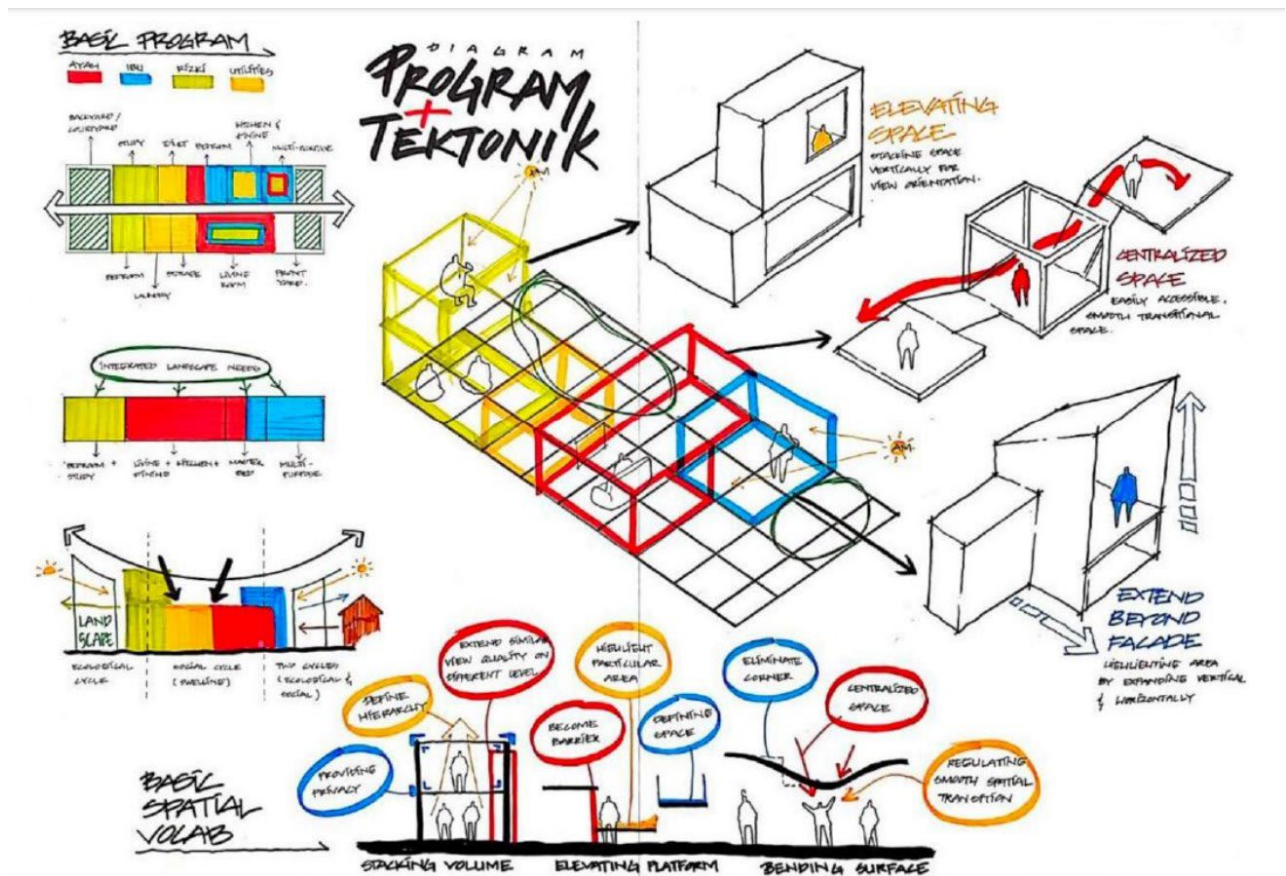 BASIC PROGRAM
AYAH
IBU
RIZKI
UTILITIES
BACKYARD /
COURTYARD
STUDY
TOILET
BEDROOM
KITCHEN &
DINING
MULTI-PURPOSE
BEDROOM
LAUNDRY
STORAGE
LIVING
ROOM
FRONT
YARD
INTEGRATED LANDSCAPE NEEDS
BEDROOM +
STUDY
LIVING + KITCHEN +
DINING
MASTER
BED
MULTI-
PURPOSE
LAND
SCAPE
ECOLOGICAL
CYCLE
SOCIAL CYCLE
(DWELLING)
TWO CYCLES
(ECOLOGICAL &
SOCIAL)
DIAGRAM
PROGRAM
+
TEKTONIK
AM
ELEVATING
SPACE
STACKING SPACE
VERTICALLY FOR
VIEW ORIENTATION.
CENTRALIZED
SPACE
EASILY ACCESSIBLE.
SMOOTH TRANSITIONAL
SPACE.
AM
EXTEND
BEYOND
FACADE
HIGHLIGHTING AREA
BY EXPANDING VERTICAL
& HORIZONTALLY
BASIC
SPATIAL
VOCAB
PROVIDING
PRIVACY
DEFINE
HIERARCHY
EXTEND SIMILAR
VIEW QUALITY ON
DIFFERENT LEVEL
BECOME
BARRIER
HIGHLIGHT
PARTICULAR
AREA
DEFINING
SPACE
ELIMINATE
CORNER
CENTRALIZED
SPACE
REGULATING
SMOOTH SPATIAL
TRANSITION
STACKING VOLUME
ELEVATING PLATFORM
BENDING SURFACE